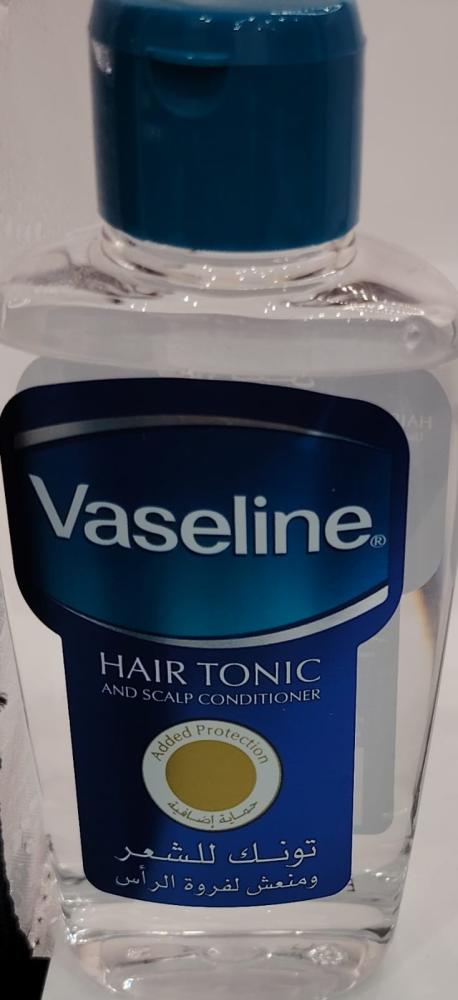 Vaseline®
HAIR TONIC
AND SCALP CONDITIONER
Added Protection
حماية إضافية
تونك للشعر
ومنعش لفروة الرأس